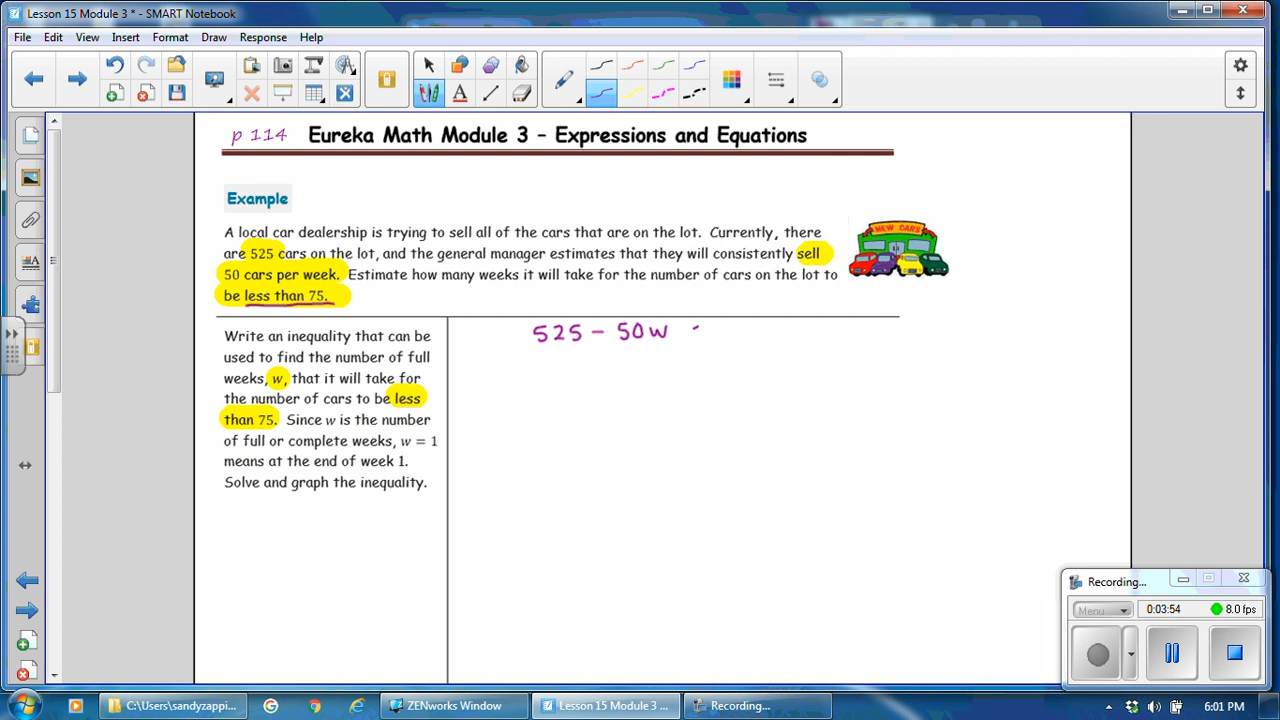 Lesson 15 Module 3 * - SMART Notebook
File Edit View Insert Format Draw Response Help
p 114 Eureka Math Module 3 – Expressions and Equations
Example
A local car dealership is trying to sell all of the cars that are on the lot. Currently, there
are 525 cars on the lot, and the general manager estimates that they will consistently sell
50 cars per week. Estimate how many weeks it will take for the number of cars on the lot to
be less than 75.
NEW CARS
Write an inequality that can be
used to find the number of full
weeks, w, that it will take for
the number of cars to be less
than 75. Since w is the number
of full or complete weeks, w = 1
means at the end of week 1.
Solve and graph the inequality.
525 - 50w
Recording...
Menu
0:03:54
8.0 fps
C:\Users\sandyzappi...
ZENworks Window
Lesson 15 Module 3 ...
Recording...
6:01 PM